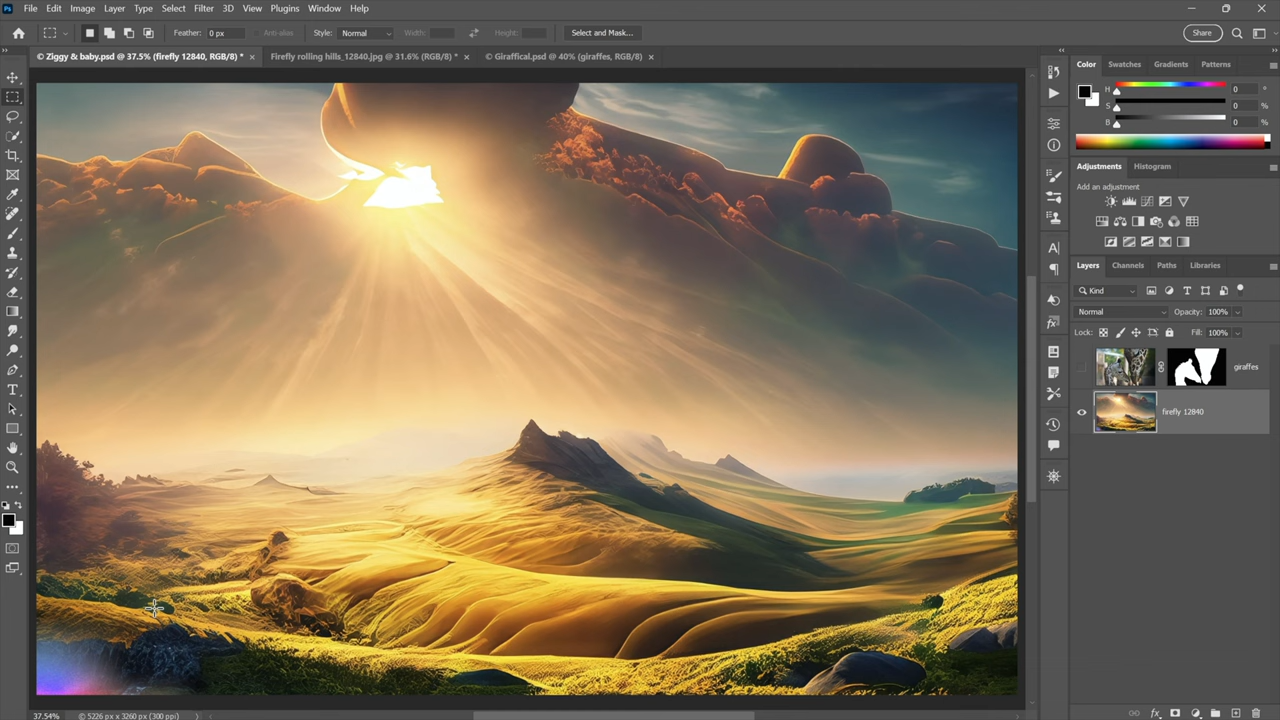 Ps File Edit Image Layer Type Select Filter 3D View Plugins Window Help
Feather: 0 px Anti-alias Style: Normal Width: Height: Select and Mask... Share
© Ziggy & baby.psd @ 37.5% (firefly 12840, RGB/8) * × Firefly rolling hills_12840.jpg @ 31.6% (RGB/8) * × © Giraffical.psd @ 40% (giraffes, RGB/8) ×
Color Swatches Gradients Patterns
H 0 °
S 0 %
B 0 %
Adjustments Histogram
Add an adjustment
Layers Channels Paths Libraries
Kind
Normal Opacity: 100%
Lock: Fill: 100%
giraffes
firefly 12840
37.54% © 5226 px x 3260 px (300 ppi)